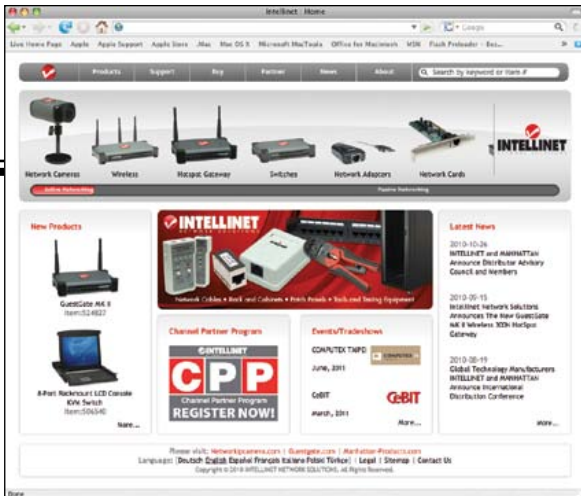 Intellinet : Home
Google
Live Home Page Apple Apple Support Apple Store .Mac Mac OS X Microsoft MacTopia Office for Macintosh MSN Flash Preloader - Bes...
Products Support Buy Partner News About Search by keyword or Item #
INTELLINET
Network Cameras Wireless Hotspot Gateway Switches Network Adapters Network Cards
Active Networking Passive Networking
New Products
GuestGate MK II
Item:524827
8-Port Rackmount LCD Console
KVM Switch
Item:506540
More...
INTELLINET
NETWORK SOLUTIONS
Network Cables • Rack and Cabinets • Patch Panels • Tools and Testing Equipment
Channel Partner Program
INTELLINET
CPP
Channel Partner Program
REGISTER NOW!
Events/Tradeshows
COMPUTEX TAIPEI
COMPUTEX
June, 2011
CeBIT
CeBIT
March, 2011
More...
Latest News
2010-10-26
INTELLINET and MANHATTAN
Announce Distributor Advisory
Council and Members
2010-09-15
Intellinet Network Solutions
Announces The New GuestGate
MK II Wireless 300N HotSpot
Gateway
2010-08-19
Global Technology Manufacturers
INTELLINET and MANHATTAN
Announce International
Distribution Conference
More...
Please visit: Networkipcamera.com | Guestgate.com | Manhattan-Products.com
Language: [Deutsch English Español Français Italiano Polski Türkçe] | Legal | Sitemap | Contact Us
Copyright © 2010 INTELLINET NETWORK SOLUTIONS, All Rights Reserved.
Done